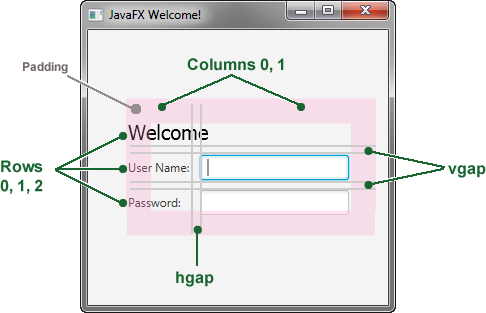 JavaFX Welcome!
Padding
Columns 0, 1
Welcome
Rows
0, 1, 2
User Name:
vgap
Password:
hgap